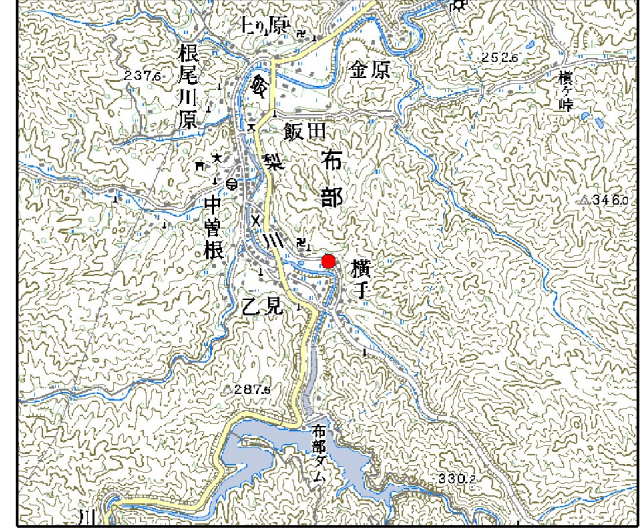 上り原
金原
252.6
横ヶ峠
237.6
根尾川原
飯梨川
飯田
布部
346.0
中曽根
横手
乙見
287.5
布部ダム
330.2
川